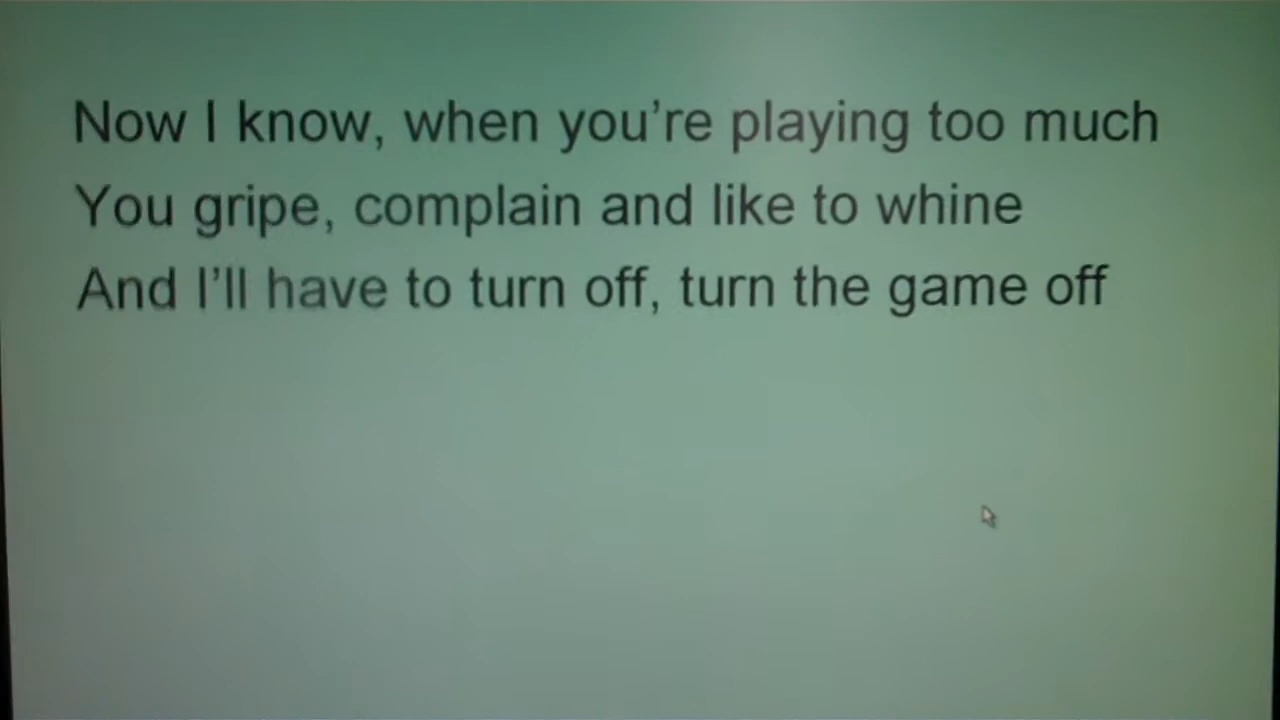 Now I know, when you’re playing too much
You gripe, complain and like to whine
And I’ll have to turn off, turn the game off